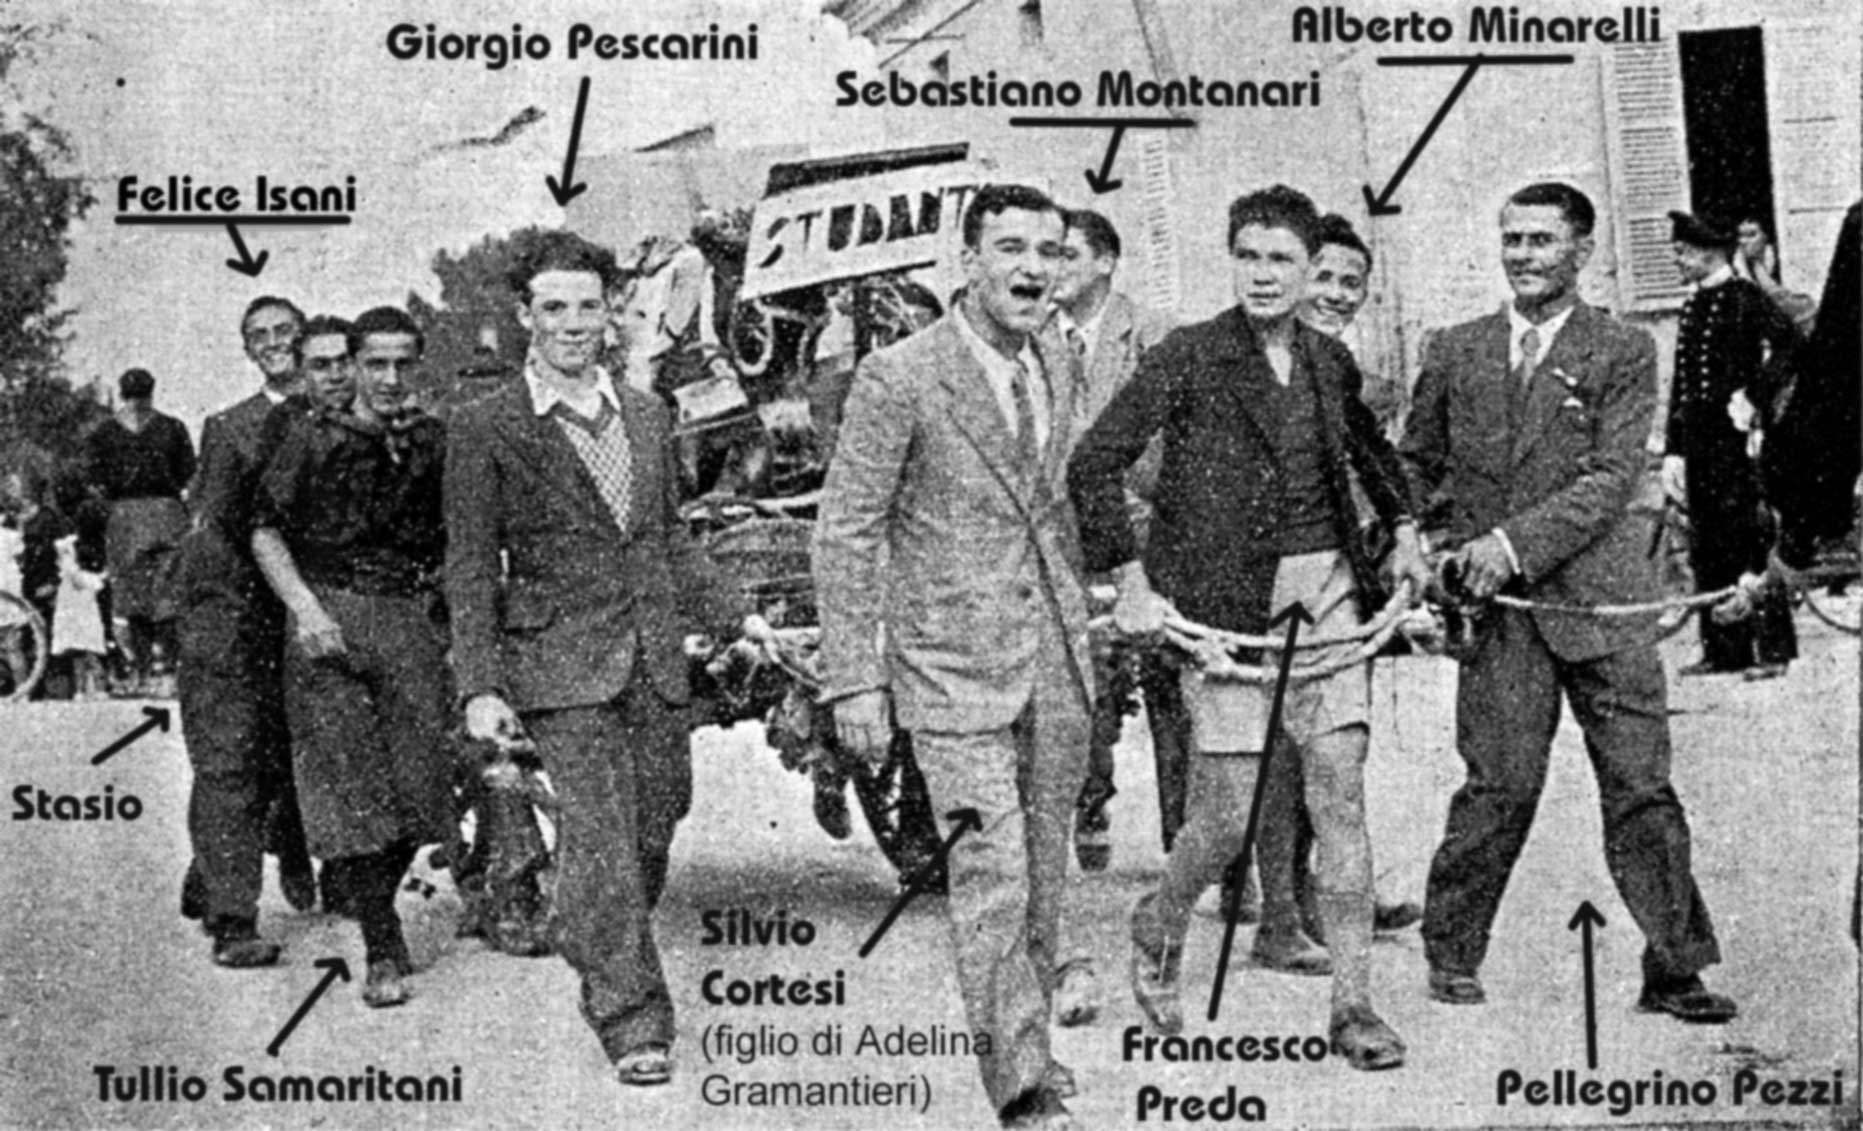 Alberto Minarelli
Giorgio Pescarini
Sebastiano Montanari
Felice Isani
STUDENT
Stasio
Silvio
Cortesi
(figlio di Adelina
Gramantieri)
Francesco
Preda
Tullio Samaritani
Pellegrino Pezzi